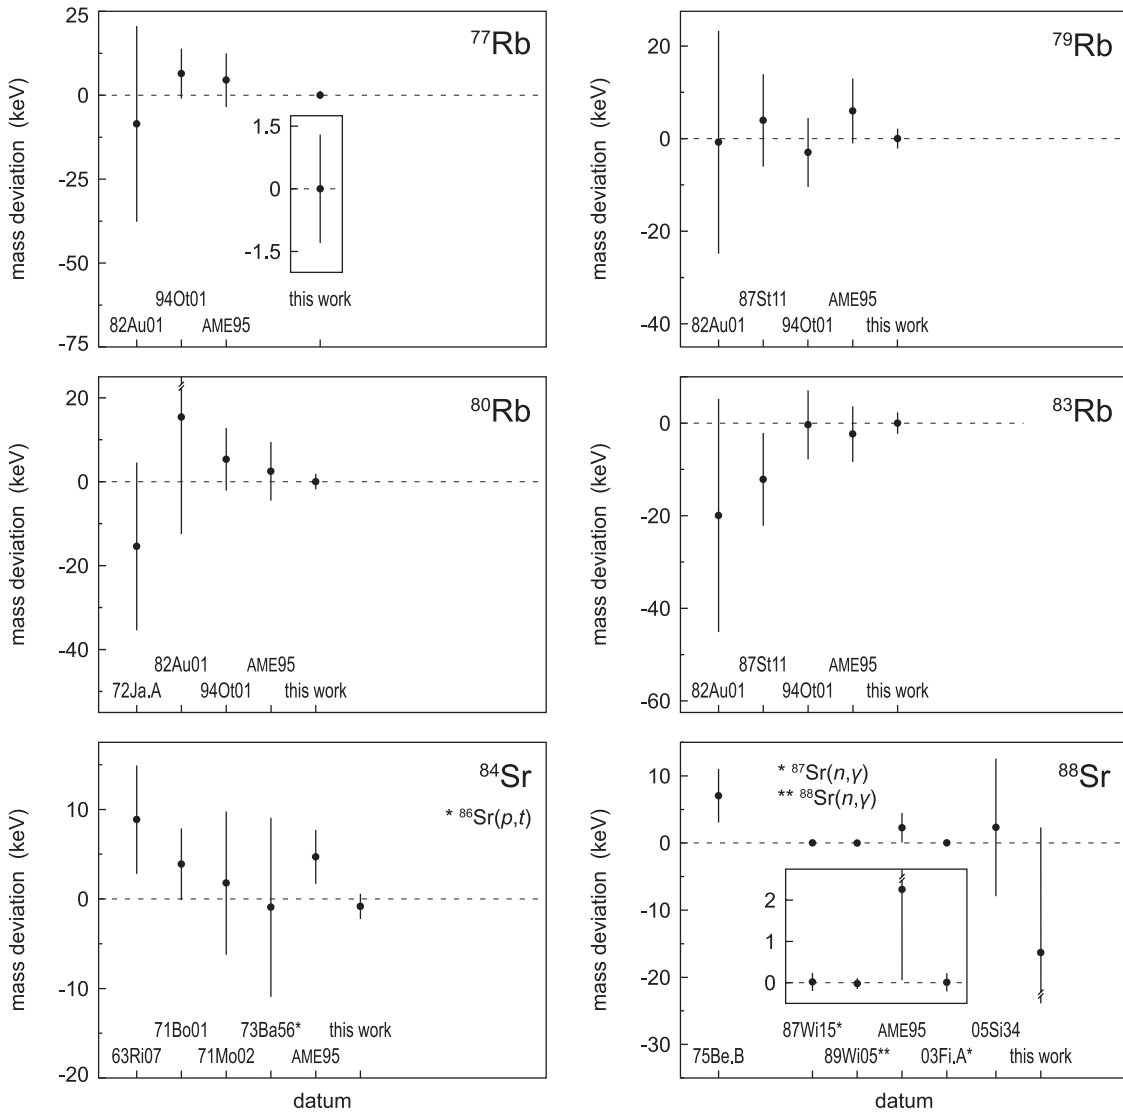 mass deviation (keV)
25
0
-25
-50
-75
⁷⁷Rb
1.5
0
-1.5
94Ot01
this work
82Au01
AME95
mass deviation (keV)
20
0
-20
-40
⁷⁹Rb
87St11
AME95
82Au01
94Ot01
this work
mass deviation (keV)
20
0
-20
-40
⁸⁰Rb
82Au01
AME95
72Ja.A
94Ot01
this work
mass deviation (keV)
0
-20
-40
-60
⁸³Rb
87St11
AME95
82Au01
94Ot01
this work
mass deviation (keV)
10
0
-10
-20
⁸⁴Sr
* ⁸⁶Sr(p,t)
71Bo01
73Ba56*
this work
63Ri07
71Mo02
AME95
datum
mass deviation (keV)
10
0
-10
-20
-30
* ⁸⁷Sr(n,γ)
** ⁸⁸Sr(n,γ)
⁸⁸Sr
2
1
0
87Wi15*
AME95
05Si34
75Be.B
89Wi05**
03Fi.A*
this work
datum